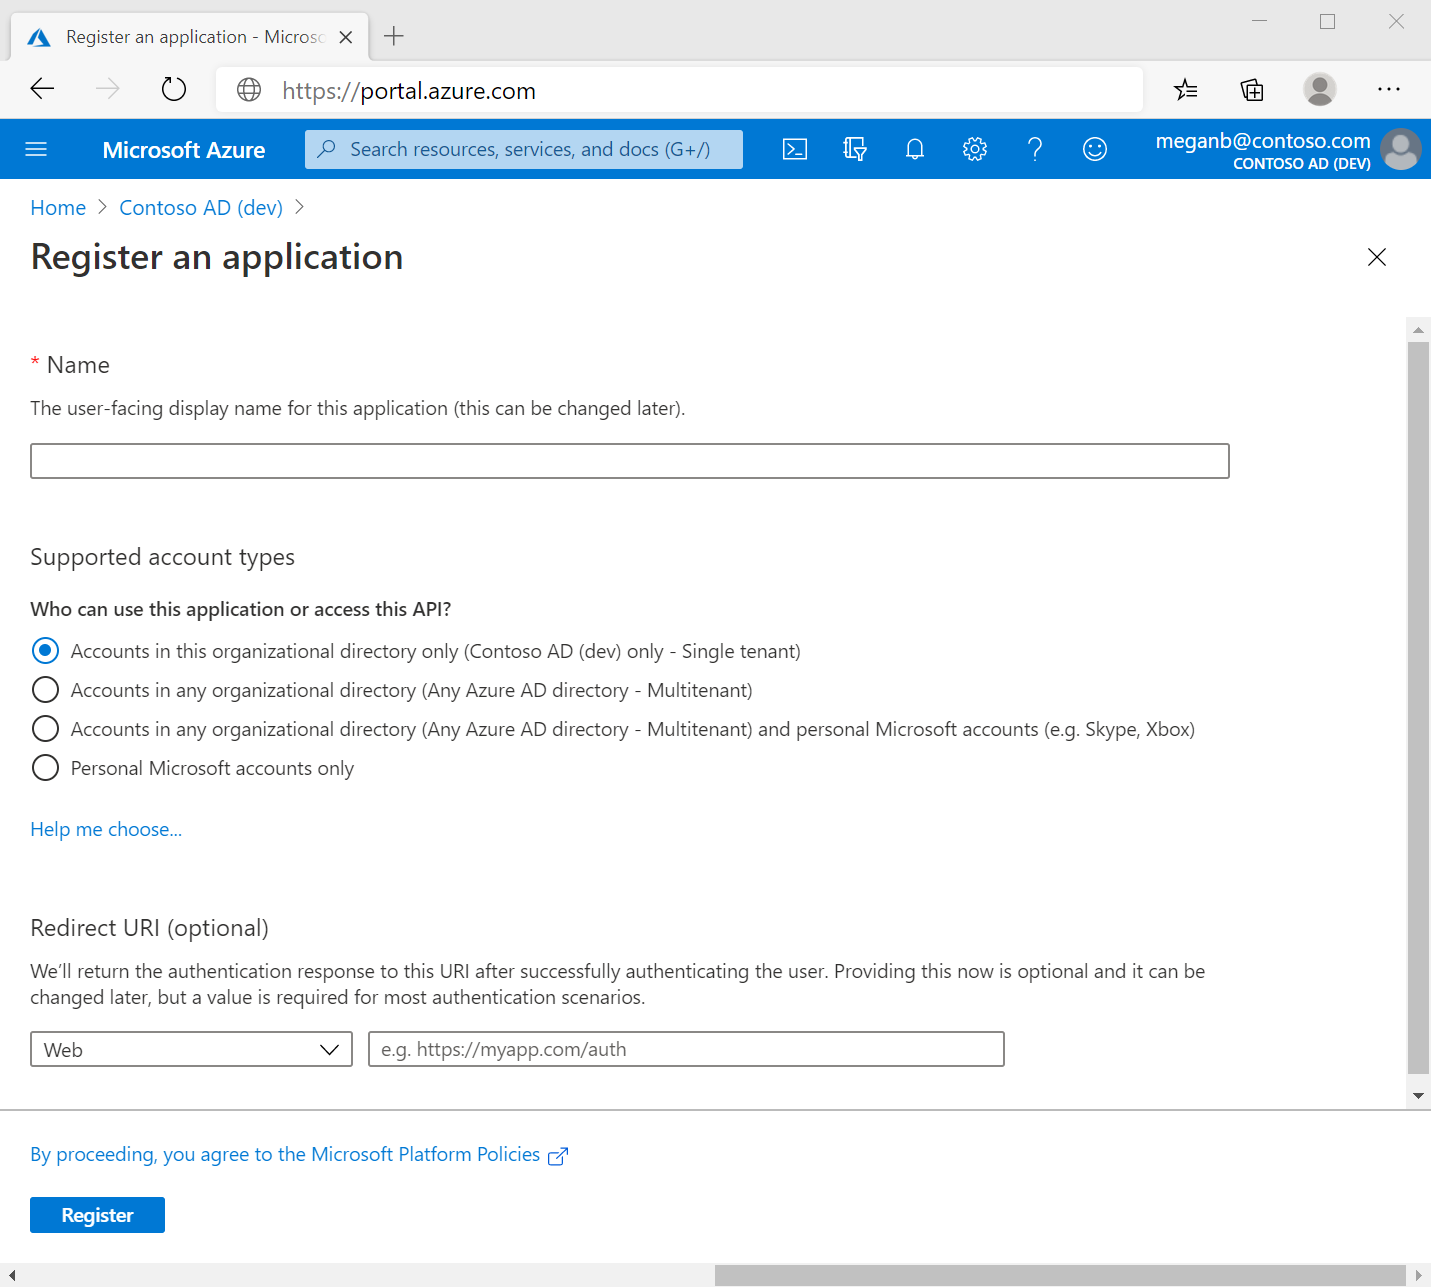 Register an application - Microsc
https://portal.azure.com
Microsoft Azure
Search resources, services, and docs (G+/)
meganb@contoso.com
CONTOSO AD (DEV)
Home > Contoso AD (dev) >
Register an application
* Name
The user-facing display name for this application (this can be changed later).
Supported account types
Who can use this application or access this API?
Accounts in this organizational directory only (Contoso AD (dev) only - Single tenant)
Accounts in any organizational directory (Any Azure AD directory - Multitenant)
Accounts in any organizational directory (Any Azure AD directory - Multitenant) and personal Microsoft accounts (e.g. Skype, Xbox)
Personal Microsoft accounts only
Help me choose...
Redirect URI (optional)
We'll return the authentication response to this URI after successfully authenticating the user. Providing this now is optional and it can be
changed later, but a value is required for most authentication scenarios.
Web
e.g. https://myapp.com/auth
By proceeding, you agree to the Microsoft Platform Policies
Register